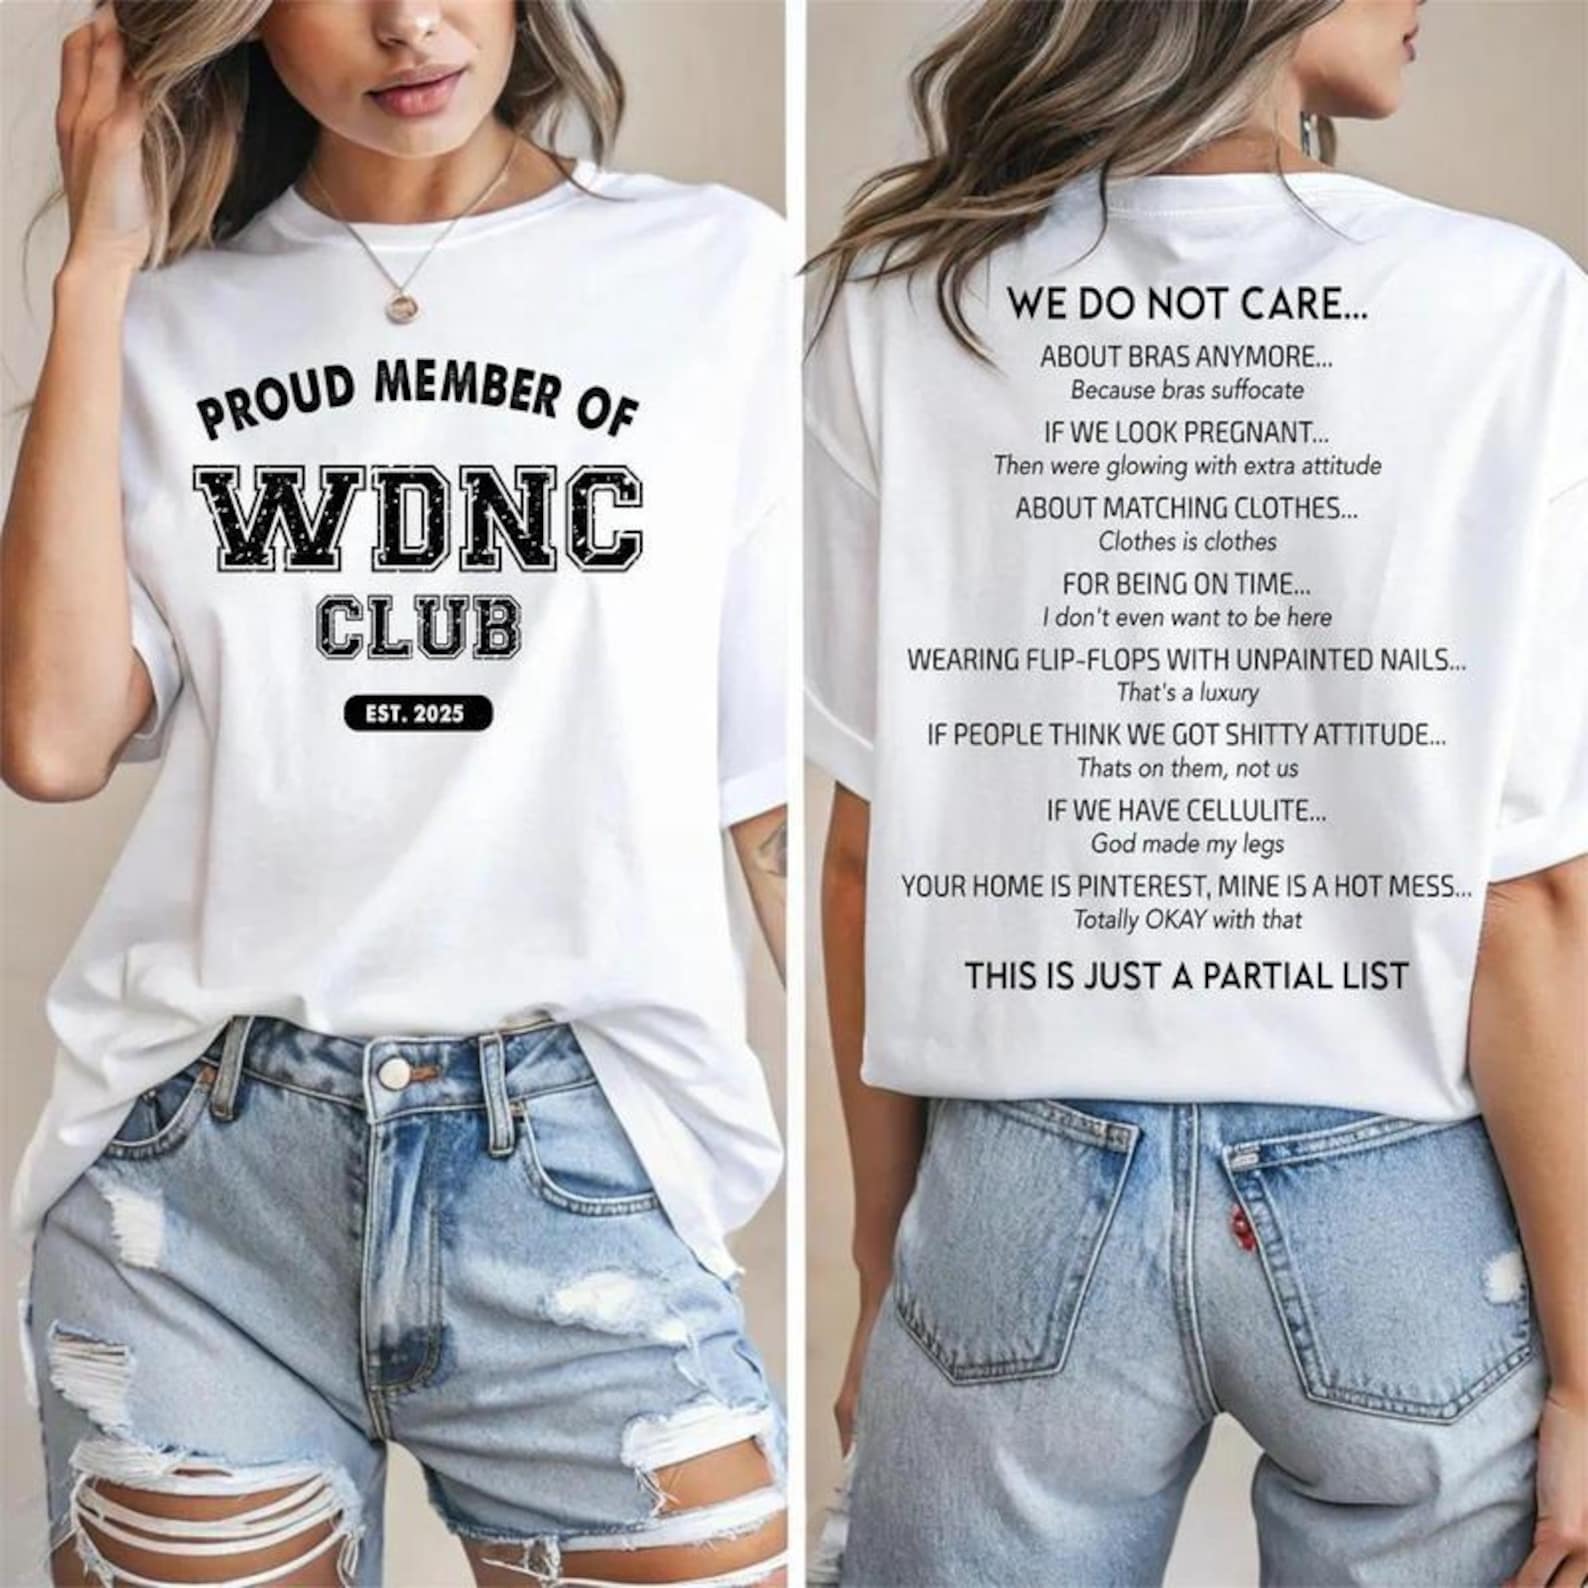 PROUD MEMBER OF
WDNC
CLUB
EST. 2025
WE DO NOT CARE...
ABOUT BRAS ANYMORE...
Because bras suffocate
IF WE LOOK PREGNANT...
Then were glowing with extra attitude
ABOUT MATCHING CLOTHES...
Clothes is clothes
FOR BEING ON TIME...
I don't even want to be here
WEARING FLIP-FLOPS WITH UNPAINTED NAILS...
That's a luxury
IF PEOPLE THINK WE GOT SHITTY ATTITUDE...
Thats on them, not us
IF WE HAVE CELLULITE...
God made my legs
YOUR HOME IS PINTEREST, MINE IS A HOT MESS...
Totally OKAY with that
THIS IS JUST A PARTIAL LIST